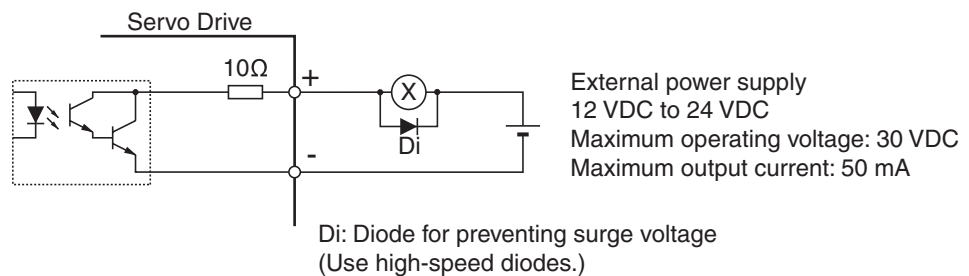 Servo Drive
10Ω
+
X
Di
-
External power supply
12 VDC to 24 VDC
Maximum operating voltage: 30 VDC
Maximum output current: 50 mA
Di: Diode for preventing surge voltage
(Use high-speed diodes.)